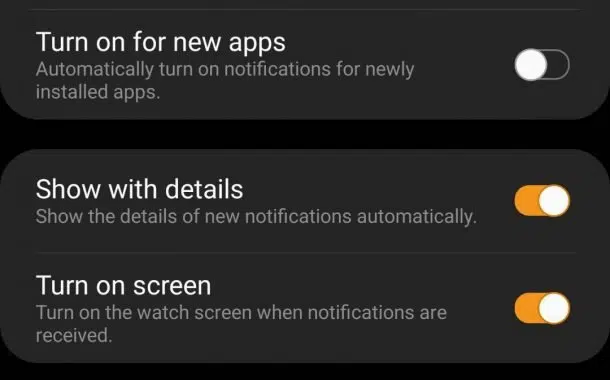 Turn on for new apps
Automatically turn on notifications for newly
installed apps.
Show with details
Show the details of new notifications automatically.
Turn on screen
Turn on the watch screen when notifications are
received.